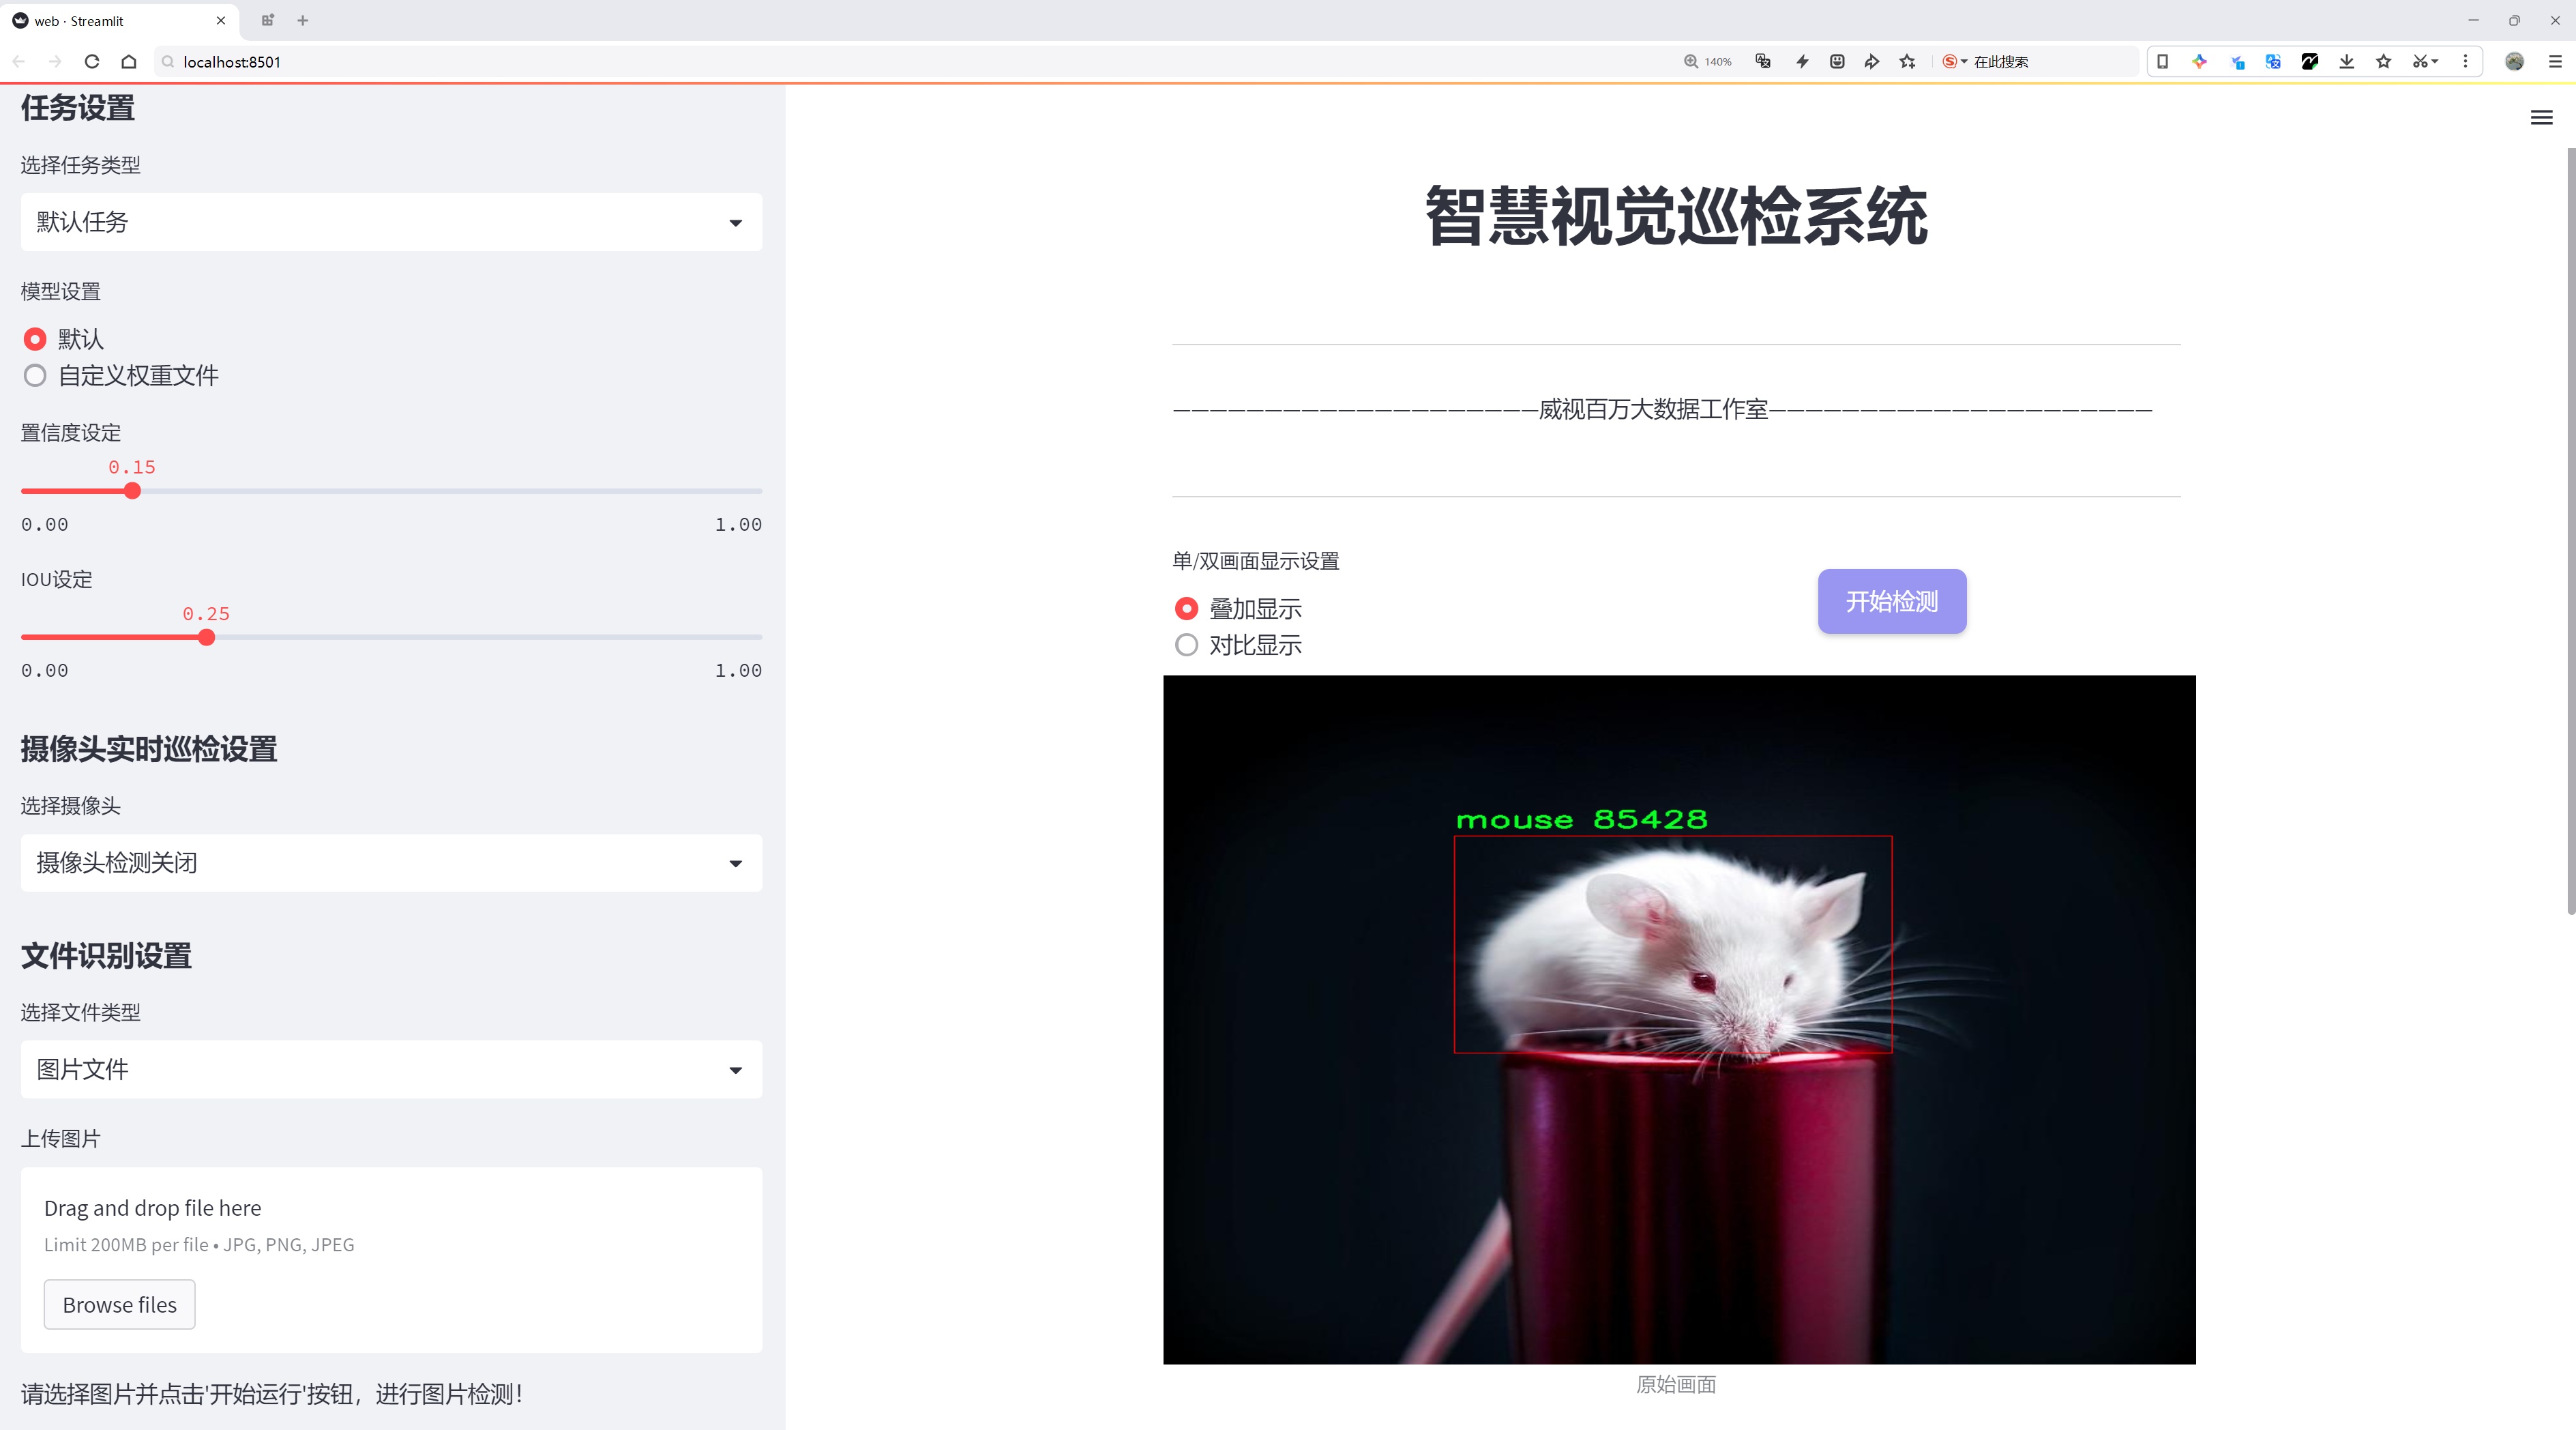 web · Streamlit
localhost:8501
140%
在此搜索
任务设置
选择任务类型
默认任务
模型设置
默认
自定义权重文件
置信度设定
0.15
0.00
1.00
IOU设定
0.25
0.00
1.00
摄像头实时巡检设置
选择摄像头
摄像头检测关闭
文件识别设置
选择文件类型
图片文件
上传图片
Drag and drop file here
Limit 200MB per file • JPG, PNG, JPEG
Browse files
请选择图片并点击'开始运行'按钮，进行图片检测！
智慧视觉巡检系统
————————————————————威视百万大数据工作室—————————————————————
单/双画面显示设置
叠加显示
对比显示
开始检测
mouse 85428
原始画面